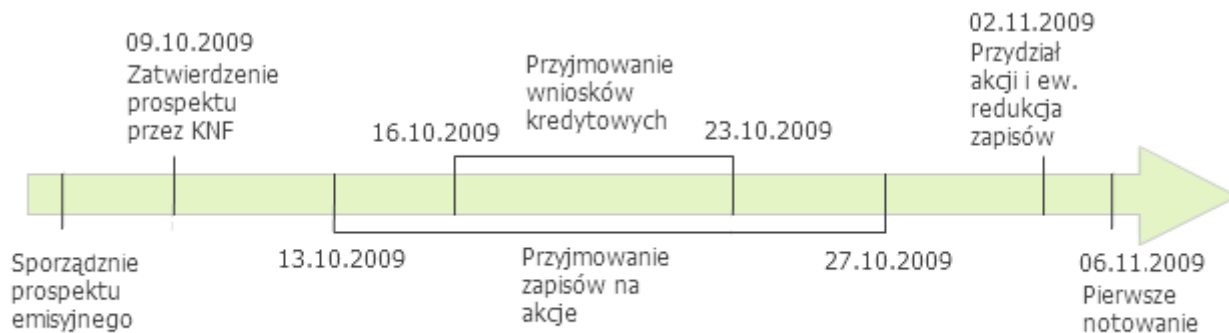 09.10.2009
Zatwierdzenie
prospektu
przez KNF
16.10.2009
Przyjmowanie
wniosków
kredytowych
23.10.2009
02.11.2009
Przydział
akcji i ew.
redukcja
zapisów
Sporządznie
prospektu
emisyjnego
13.10.2009
Przyjmowanie
zapisów na
akcje
27.10.2009
06.11.2009
Pierwsze
notowanie